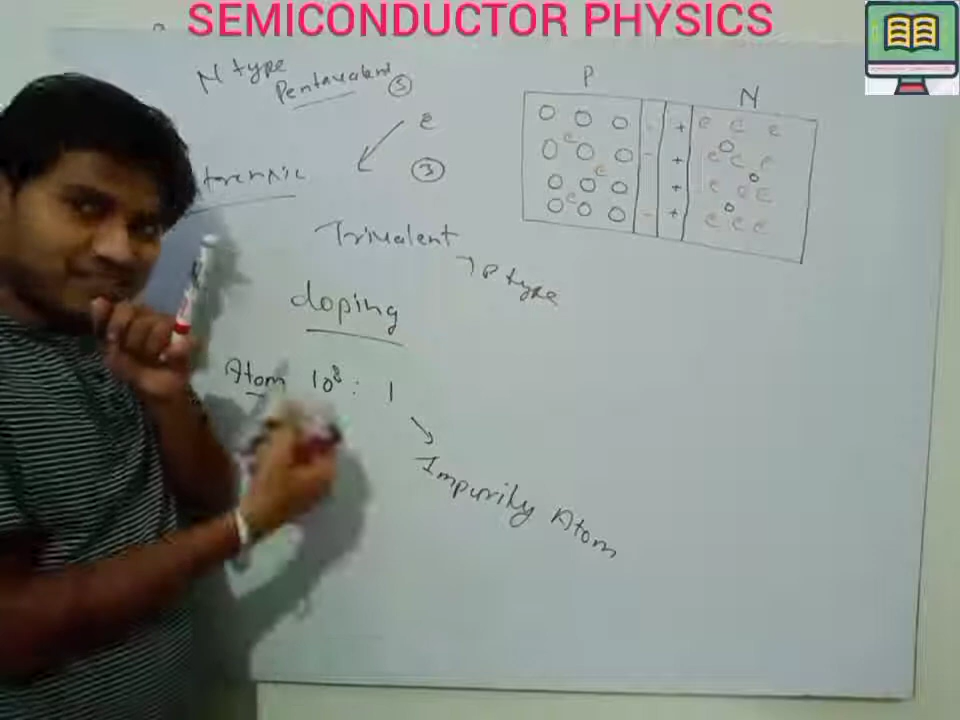 SEMICONDUCTOR PHYSICS
N type
Pentavalent 5
e
3
Trivalent
P type
doping
Atom 10⁸ : 1
Impurity Atom
P
N
- + e e e
e e e e
- + e e e
e + e e e
e - + e e e